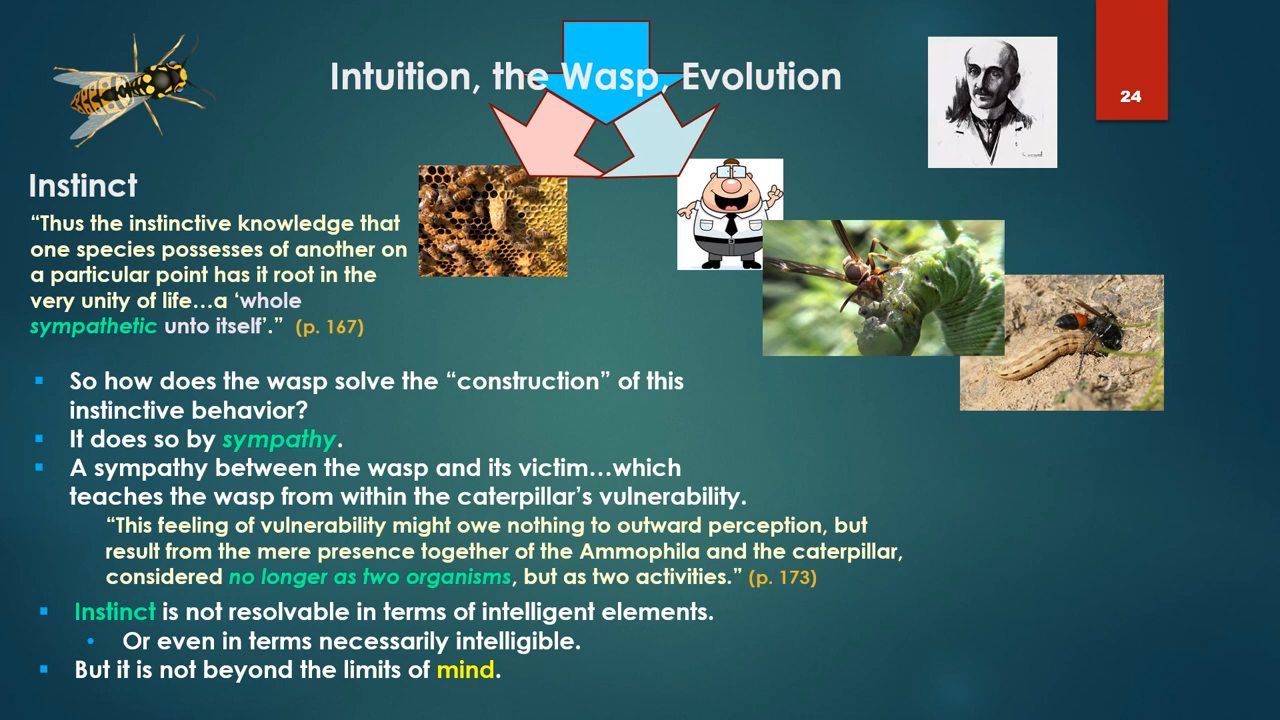 Intuition, the Wasp, Evolution
24
Instinct
“Thus the instinctive knowledge that
one species possesses of another on
a particular point has it root in the
very unity of life…a ‘whole
sympathetic unto itself’.” (p. 167)
▪ So how does the wasp solve the “construction” of this
instinctive behavior?
▪ It does so by sympathy.
▪ A sympathy between the wasp and its victim…which
teaches the wasp from within the caterpillar’s vulnerability.
“This feeling of vulnerability might owe nothing to outward perception, but
result from the mere presence together of the Ammophila and the caterpillar,
considered no longer as two organisms, but as two activities.” (p. 173)
▪ Instinct is not resolvable in terms of intelligent elements.
• Or even in terms necessarily intelligible.
▪ But it is not beyond the limits of mind.